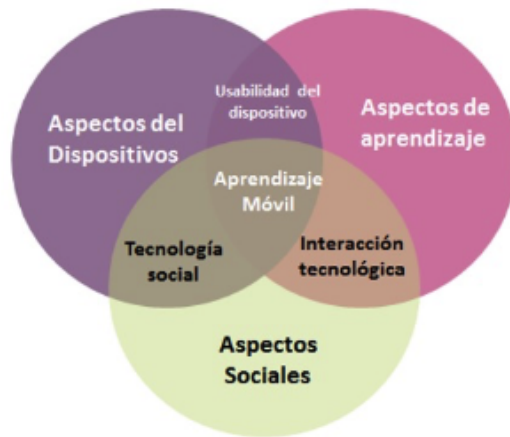 Usabilidad del
dispositivo
Aspectos del
Dispositivos
Aspectos de
aprendizaje
Aprendizaje
Móvil
Tecnología
social
Interacción
tecnológica
Aspectos
Sociales